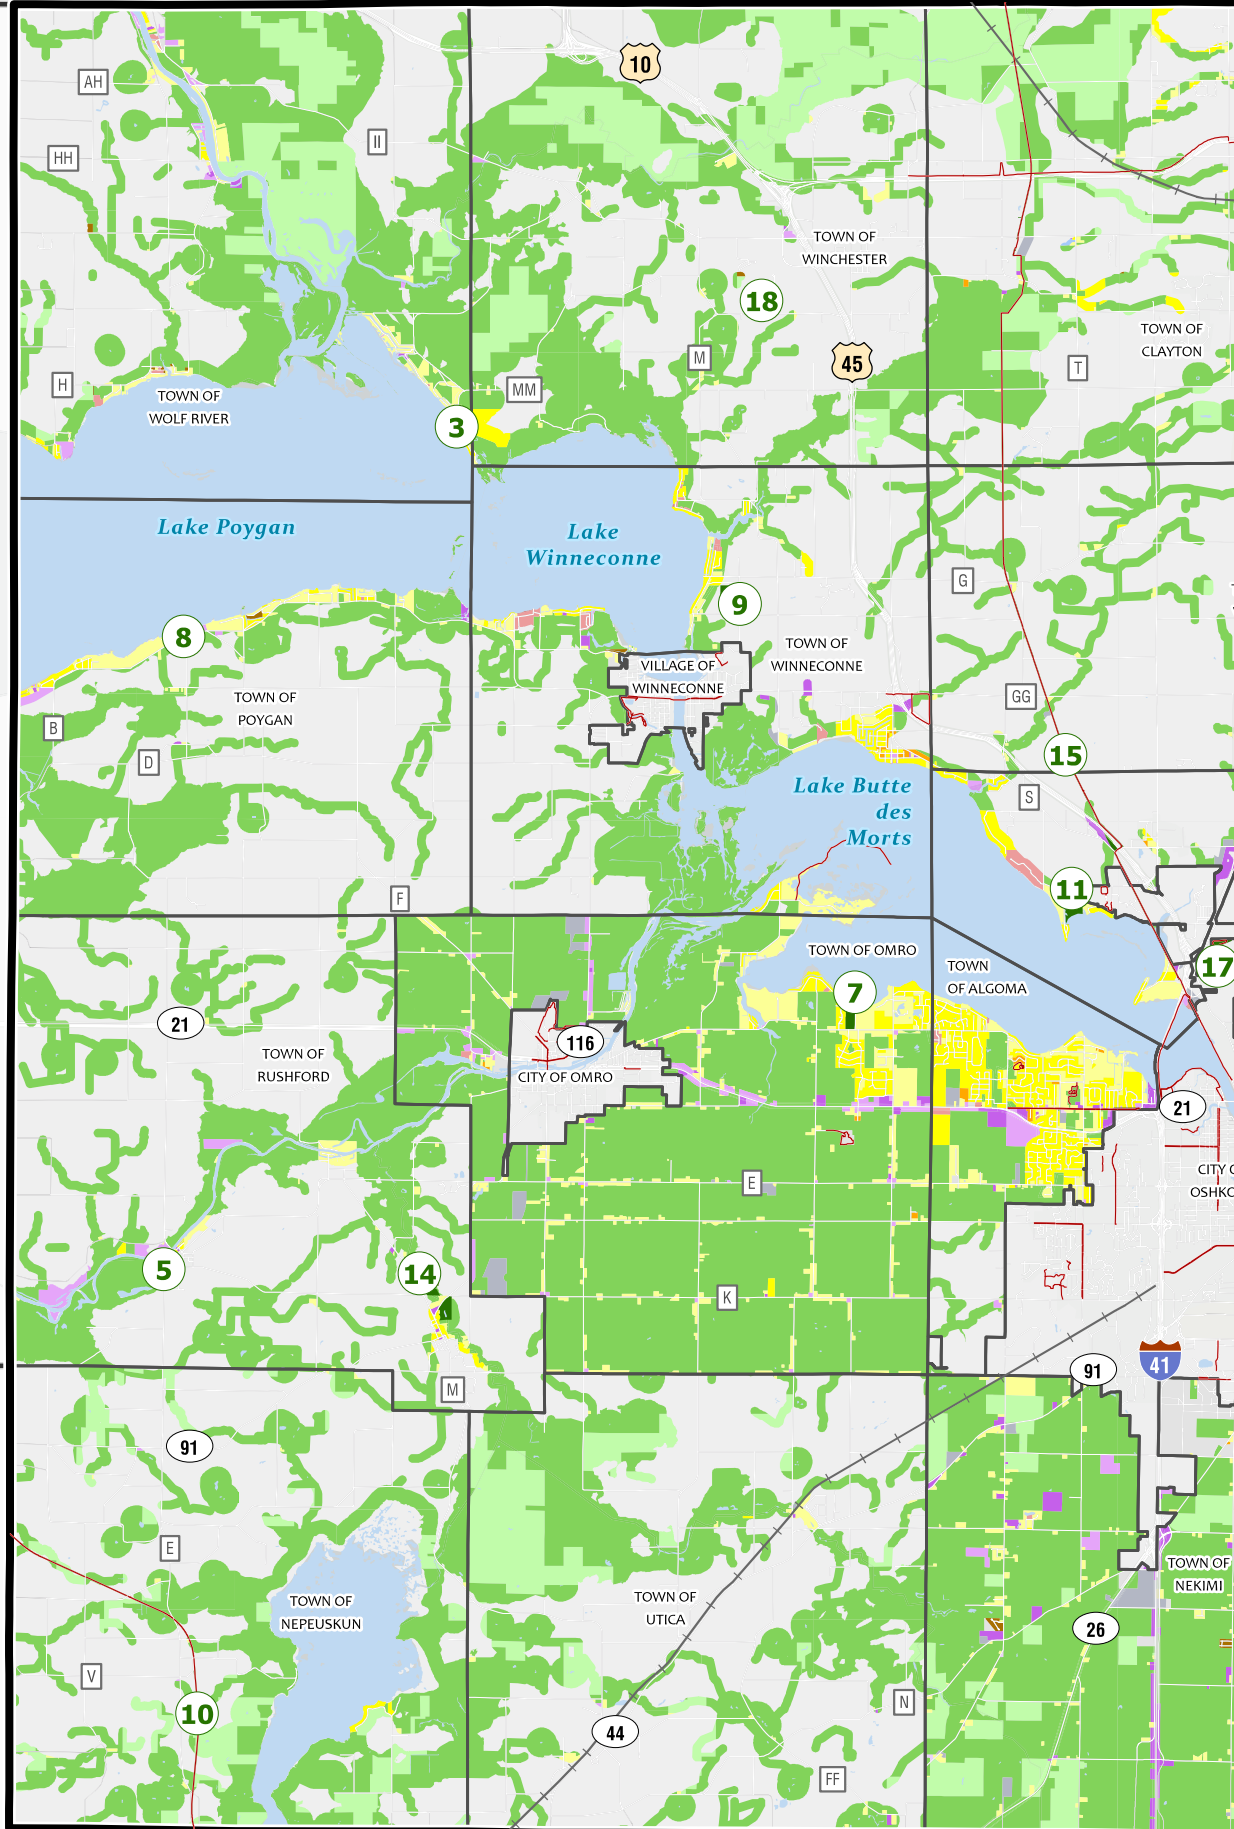 10
AH
II
HH
TOWN OF
WINCHESTER
18
TOWN OF
CLAYTON
M
45
T
H
MM
TOWN OF
WOLF RIVER
3
Lake Poygan
Lake
Winneconne
G
9
8
TOWN OF
WINNECONNE
VILLAGE OF
WINNECONNE
TOWN OF
POYGAN
GG
B
D
15
Lake Butte
des
Morts
S
11
F
TOWN OF OMRO
TOWN
OF ALGOMA
17
7
21
116
TOWN OF
RUSHFORD
CITY OF OMRO
21
E
CITY
5
14
K
41
91
M
91
E
TOWN OF
NEKIMI
TOWN OF
NEPEUSKUN
TOWN OF
UTICA
26
V
N
10
44
FF